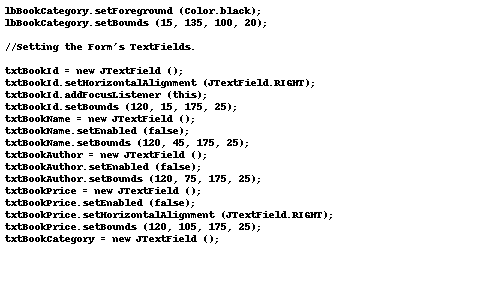 lbBookCategory.setForeground (Color.black);
lbBookCategory.setBounds (15, 135, 100, 20);
//Setting the Form's TextFields.
txtBookId = new JTextField ();
txtBookId.setHorizontalAlignment (JTextField.RIGHT);
txtBookId.addFocusListener (this);
txtBookId.setBounds (120, 15, 175, 25);
txtBookName = new JTextField ();
txtBookName.setEnabled (false);
txtBookName.setBounds (120, 45, 175, 25);
txtBookAuthor = new JTextField ();
txtBookAuthor.setEnabled (false);
txtBookAuthor.setBounds (120, 75, 175, 25);
txtBookPrice = new JTextField ();
txtBookPrice.setEnabled (false);
txtBookPrice.setHorizontalAlignment (JTextField.RIGHT);
txtBookPrice.setBounds (120, 105, 175, 25);
txtBookCategory = new JTextField ();